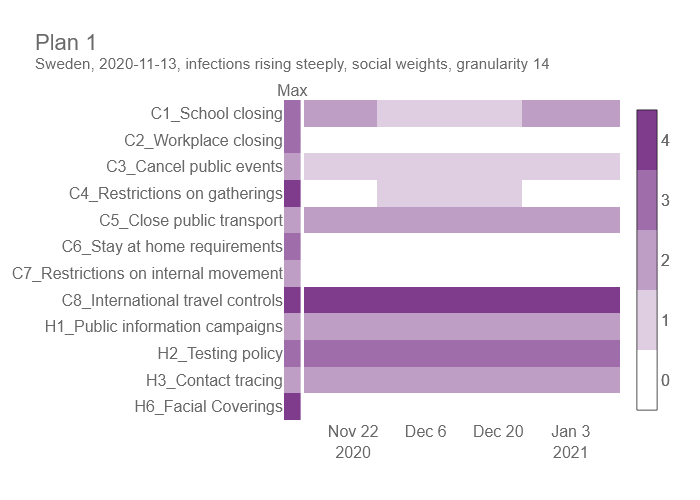 Plan 1
Sweden, 2020-11-13, infections rising steeply, social weights, granularity 14
Max
C1_School closing
C2_Workplace closing
C3_Cancel public events
C4_Restrictions on gatherings
C5_Close public transport
C6_Stay at home requirements
C7_Restrictions on internal movement
C8_International travel controls
H1_Public information campaigns
H2_Testing policy
H3_Contact tracing
H6_Facial Coverings
4
3
2
1
0
Nov 22 Dec 6 Dec 20 Jan 3
2020 2021